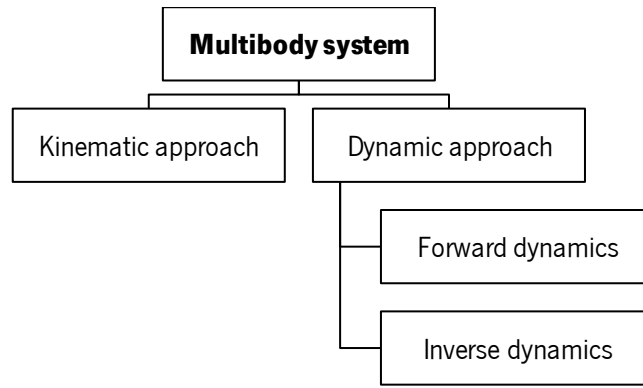 Multibody system
Kinematic approach
Dynamic approach
Forward dynamics
Inverse dynamics